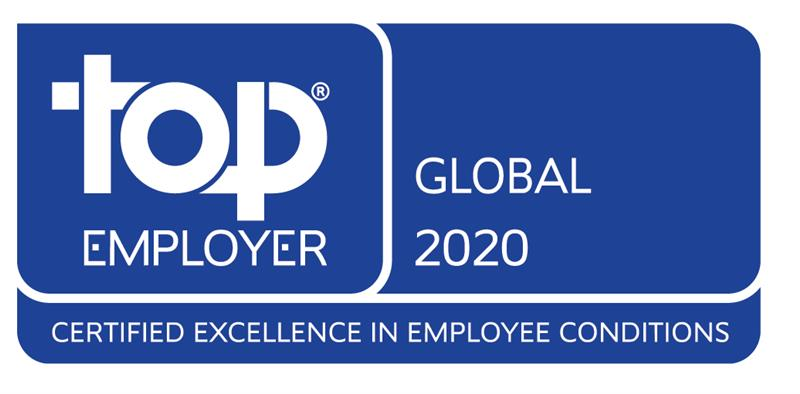 top®
EMPLOYER
GLOBAL
2020
CERTIFIED EXCELLENCE IN EMPLOYEE CONDITIONS